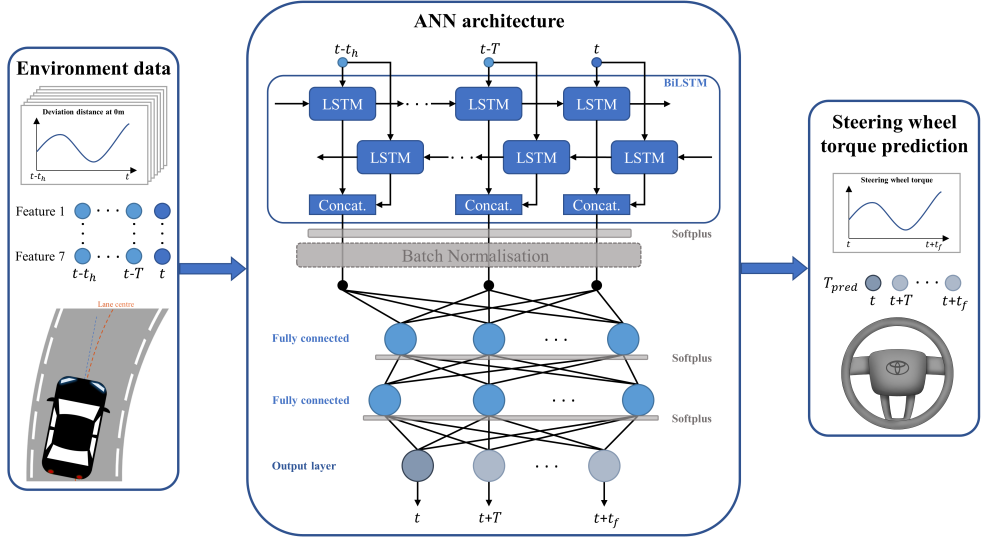 Environment data
Deviation distance at 0m
t-t_h
t
Feature 1
Feature 7
t-t_h
t-T
t
Lane centre
ANN architecture
t-t_h
t-T
t
BiLSTM
LSTM
LSTM
LSTM
LSTM
LSTM
LSTM
Concat.
Concat.
Concat.
Softplus
Batch Normalisation
Fully connected
Softplus
Fully connected
Softplus
Output layer
t
t+T
t+t_f
Steering wheel
torque prediction
Steering wheel torque
t
t+t_f
T_pred
t
t+T
t+t_f